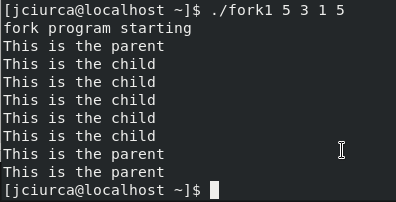 [jciurca@localhost ~]$ ./fork1 5 3 1 5
fork program starting
This is the parent
This is the child
This is the child
This is the child
This is the child
This is the child
This is the parent
This is the parent
[jciurca@localhost ~]$